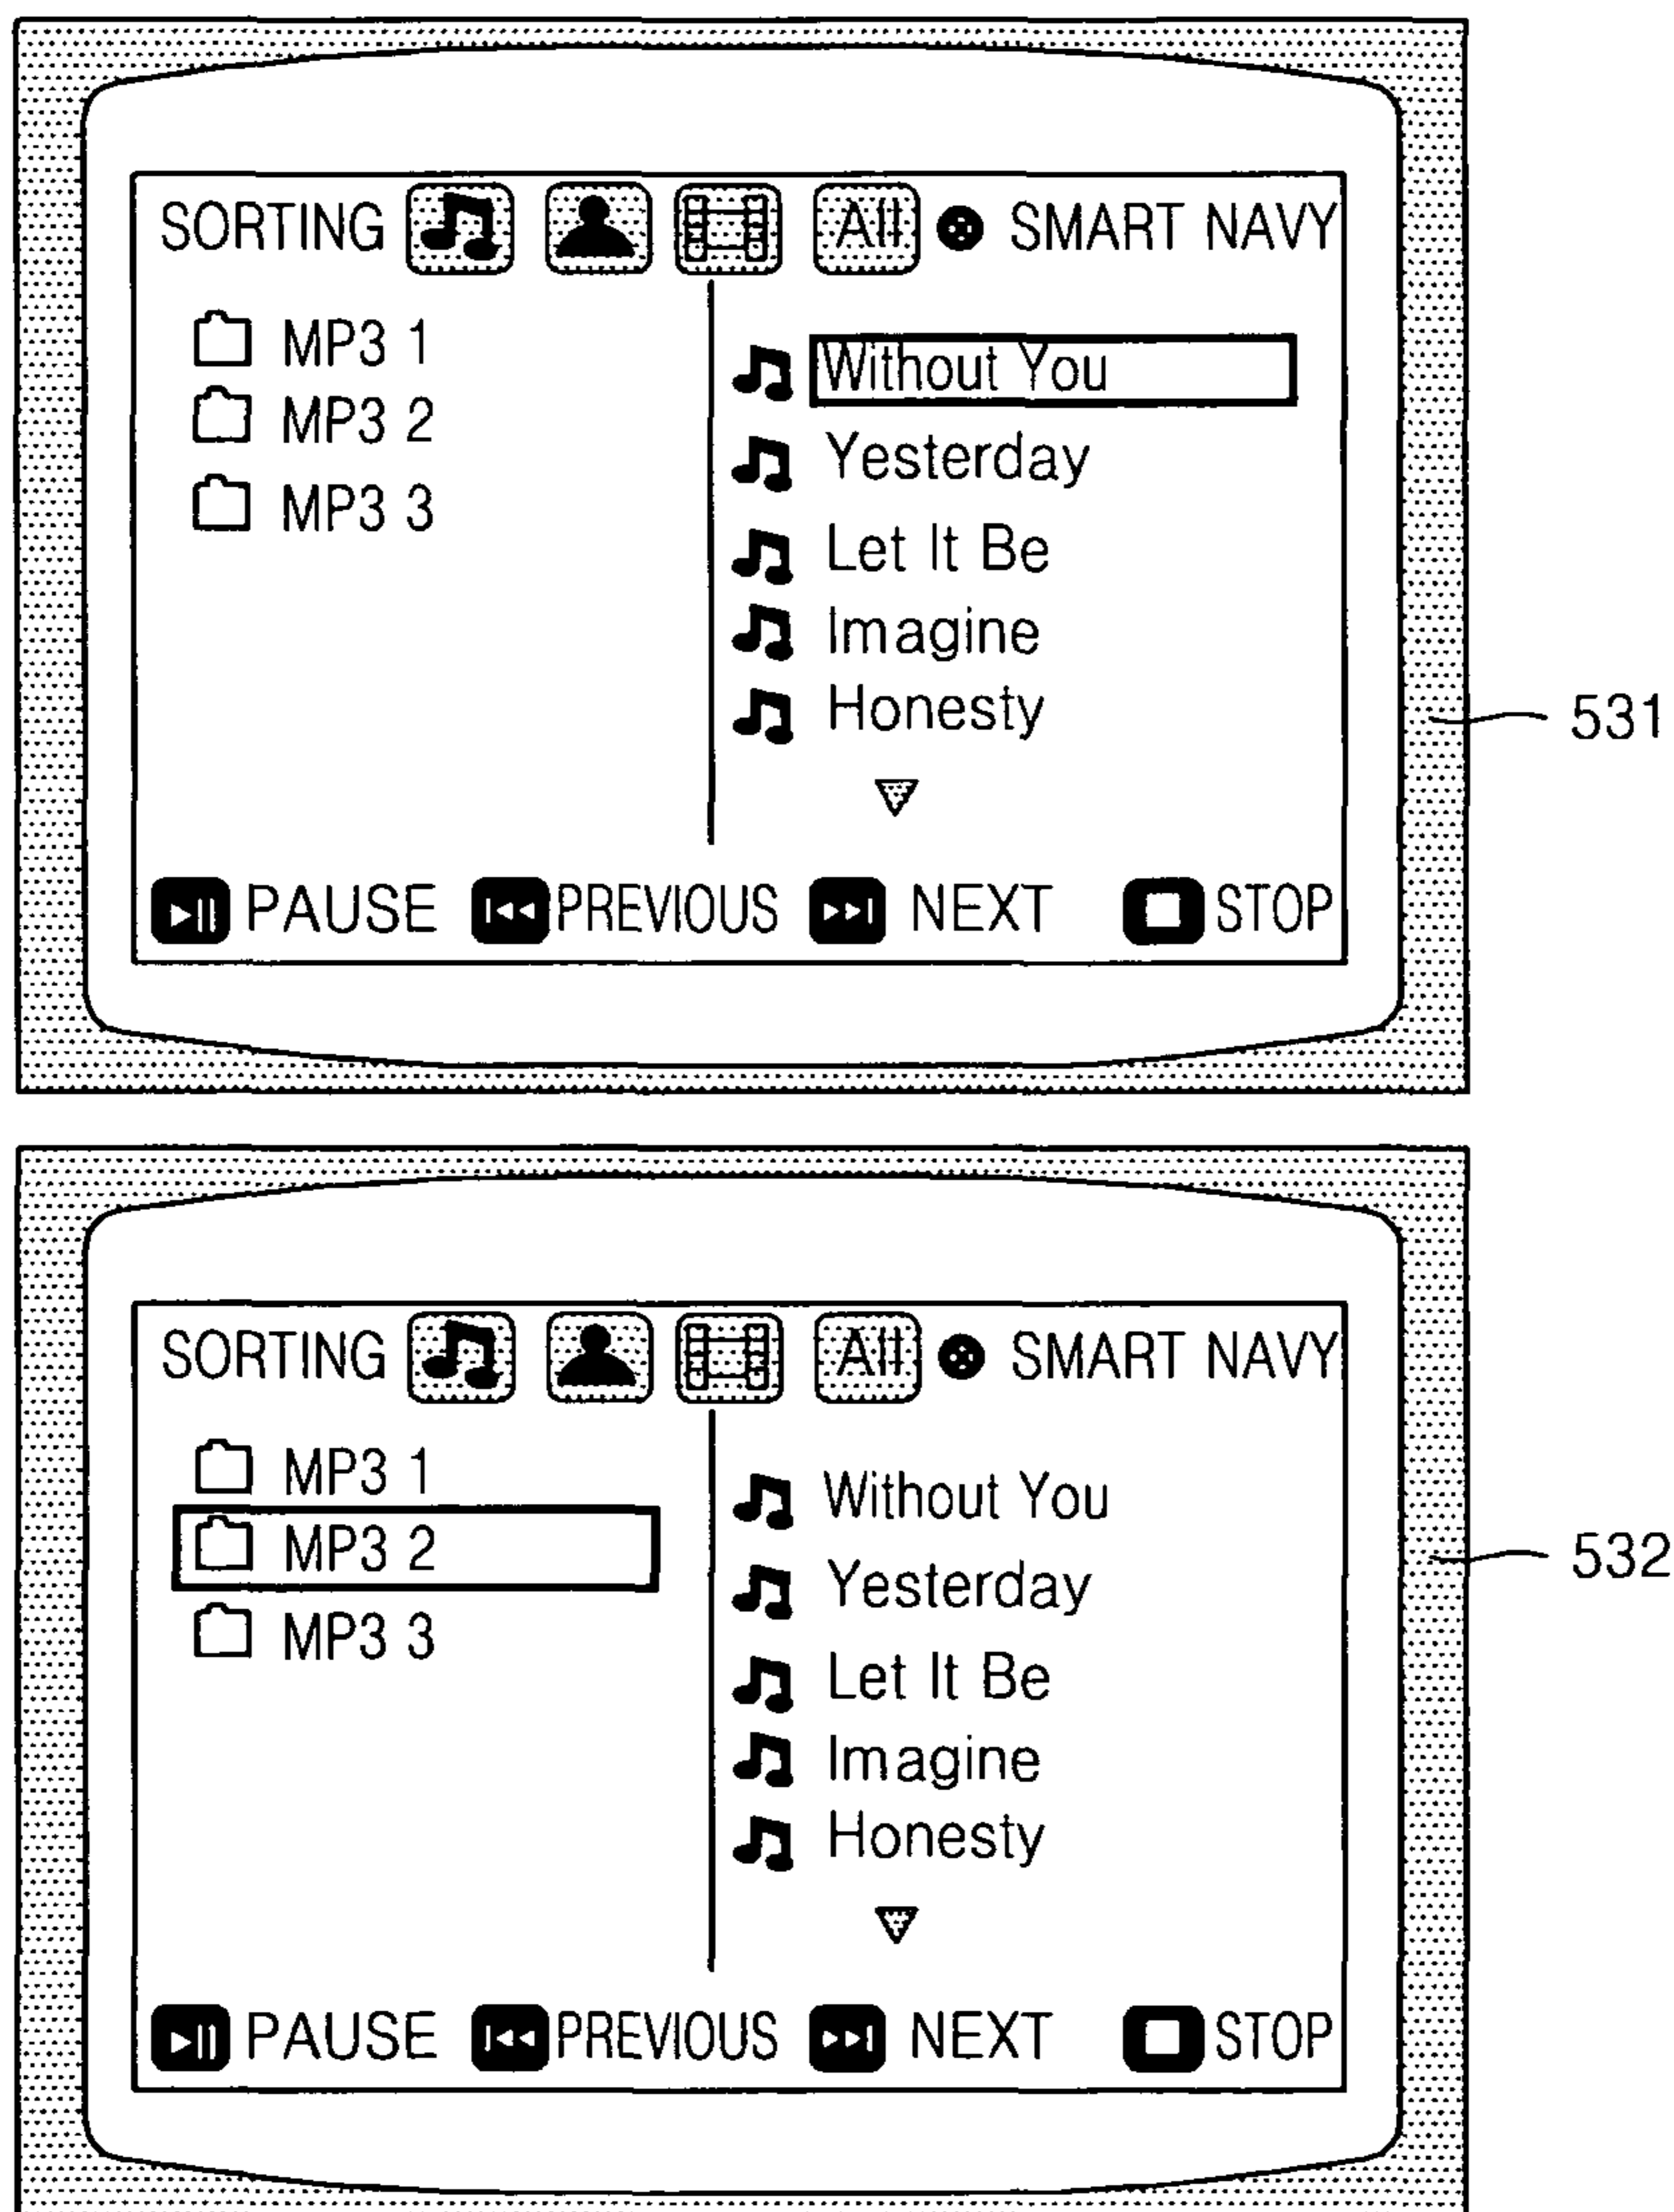 SORTING All SMART NAVY
MP3 1
MP3 2
MP3 3
Without You
Yesterday
Let It Be
Imagine
Honesty
PAUSE PREVIOUS NEXT STOP
531
SORTING All SMART NAVY
MP3 1
MP3 2
MP3 3
Without You
Yesterday
Let It Be
Imagine
Honesty
PAUSE PREVIOUS NEXT STOP
532